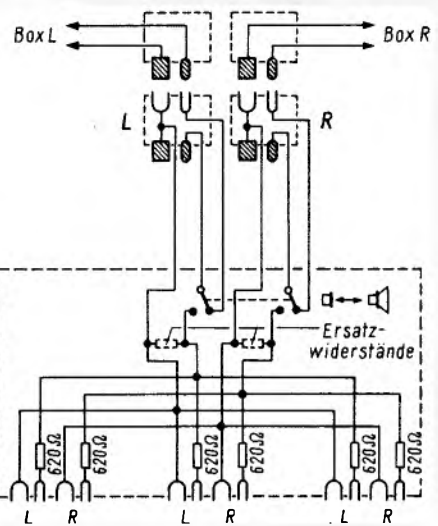 Box L
Box R
L
R
Ersatz-
widerstände
620Ω
620Ω
620Ω
620Ω
620Ω
620Ω
L R L R L R